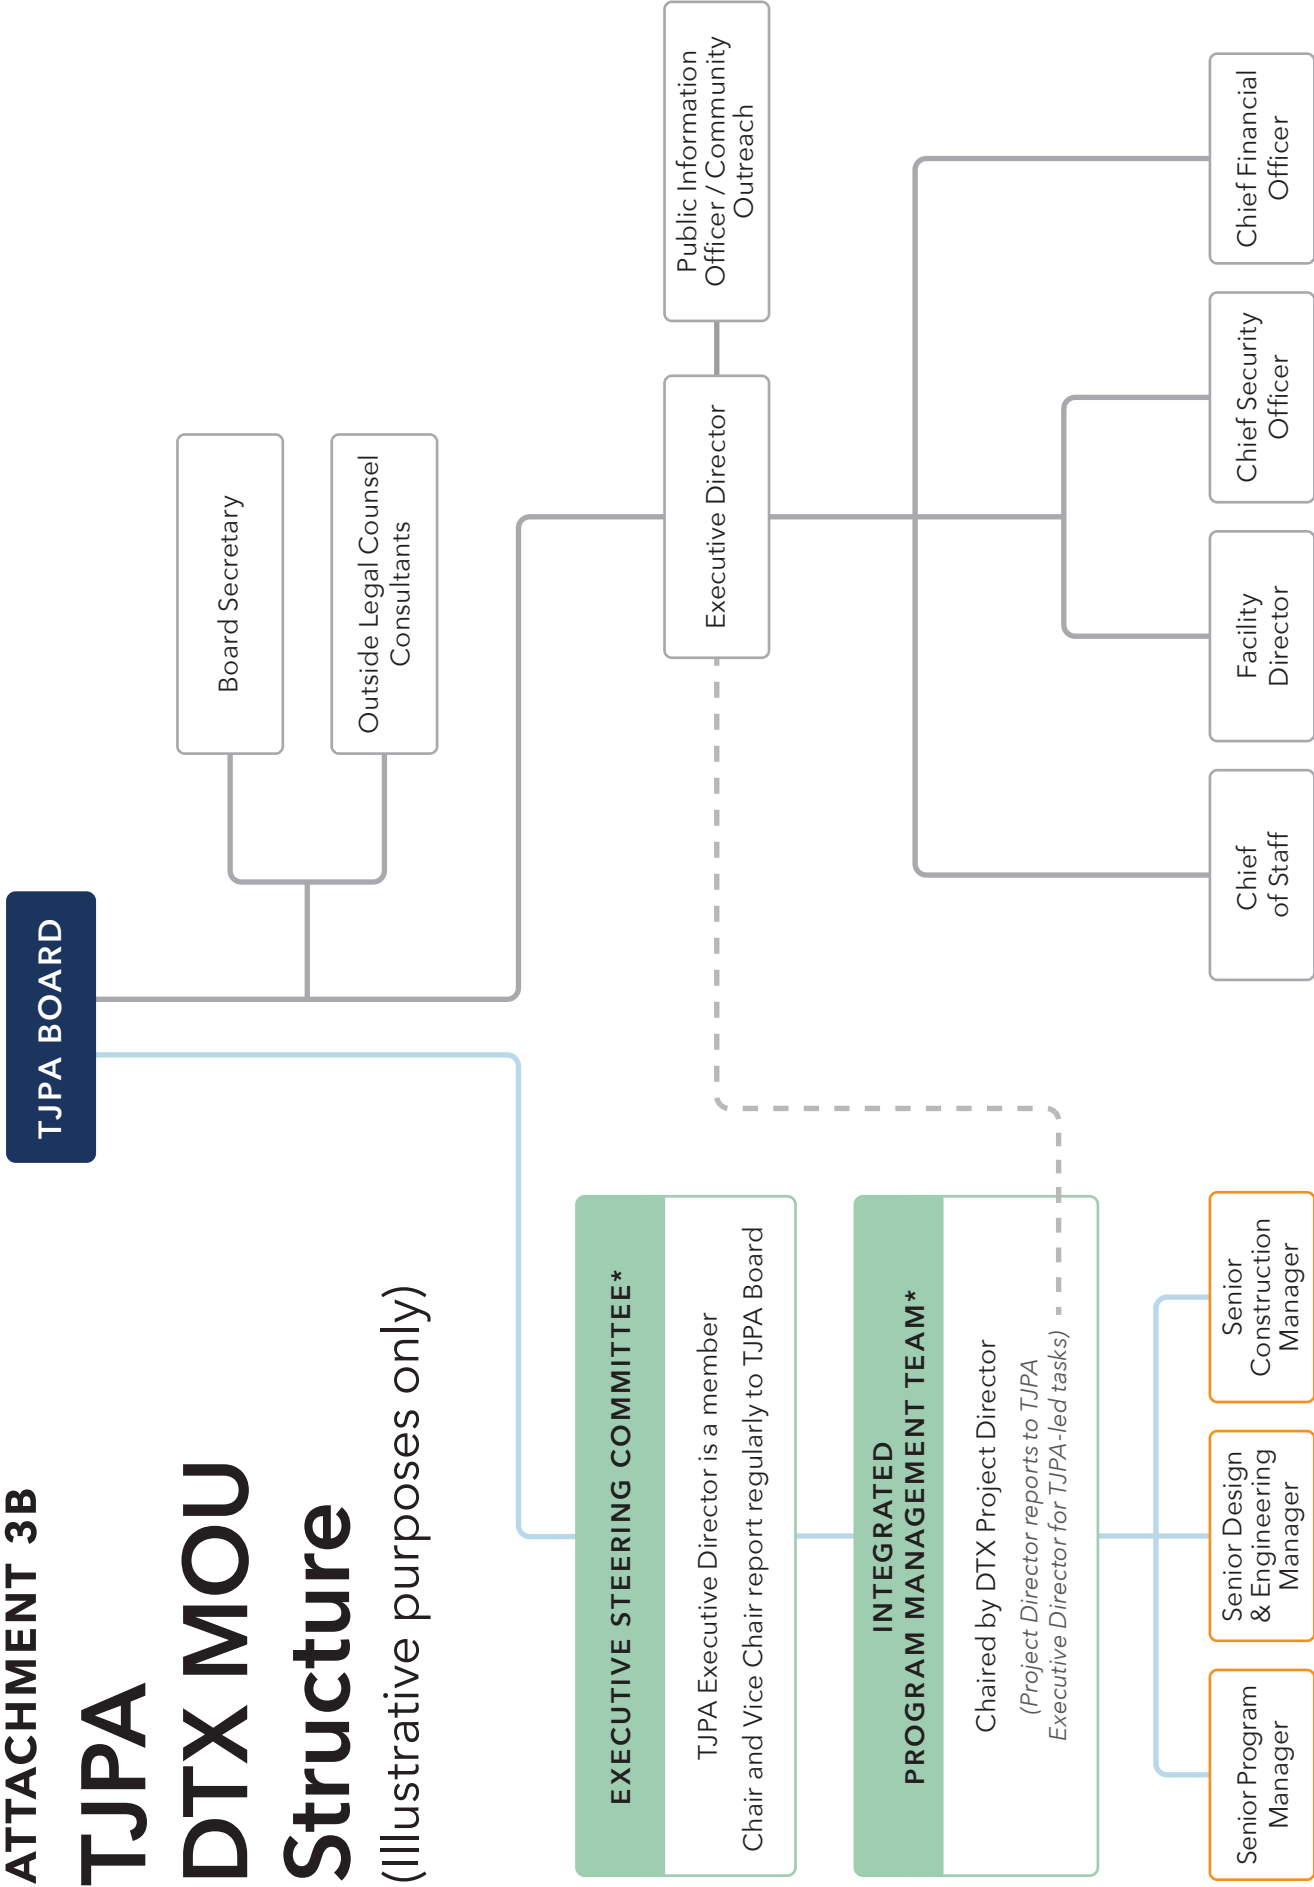 ATTACHMENT 3B
TJPA
DTX MOU
Structure
(Illustrative purposes only)
TJPA BOARD
Board Secretary
Outside Legal Counsel
Consultants
EXECUTIVE STEERING COMMITTEE*
TJPA Executive Director is a member
Chair and Vice Chair report regularly to TJPA Board
Executive Director
Public Information
Officer / Community
Outreach
INTEGRATED
PROGRAM MANAGEMENT TEAM*
Chaired by DTX Project Director
(Project Director reports to TJPA
Executive Director for TJPA-led tasks)
Senior Program
Manager
Senior Design
& Engineering
Manager
Senior
Construction
Manager
Chief
of Staff
Facility
Director
Chief Security
Officer
Chief Financial
Officer